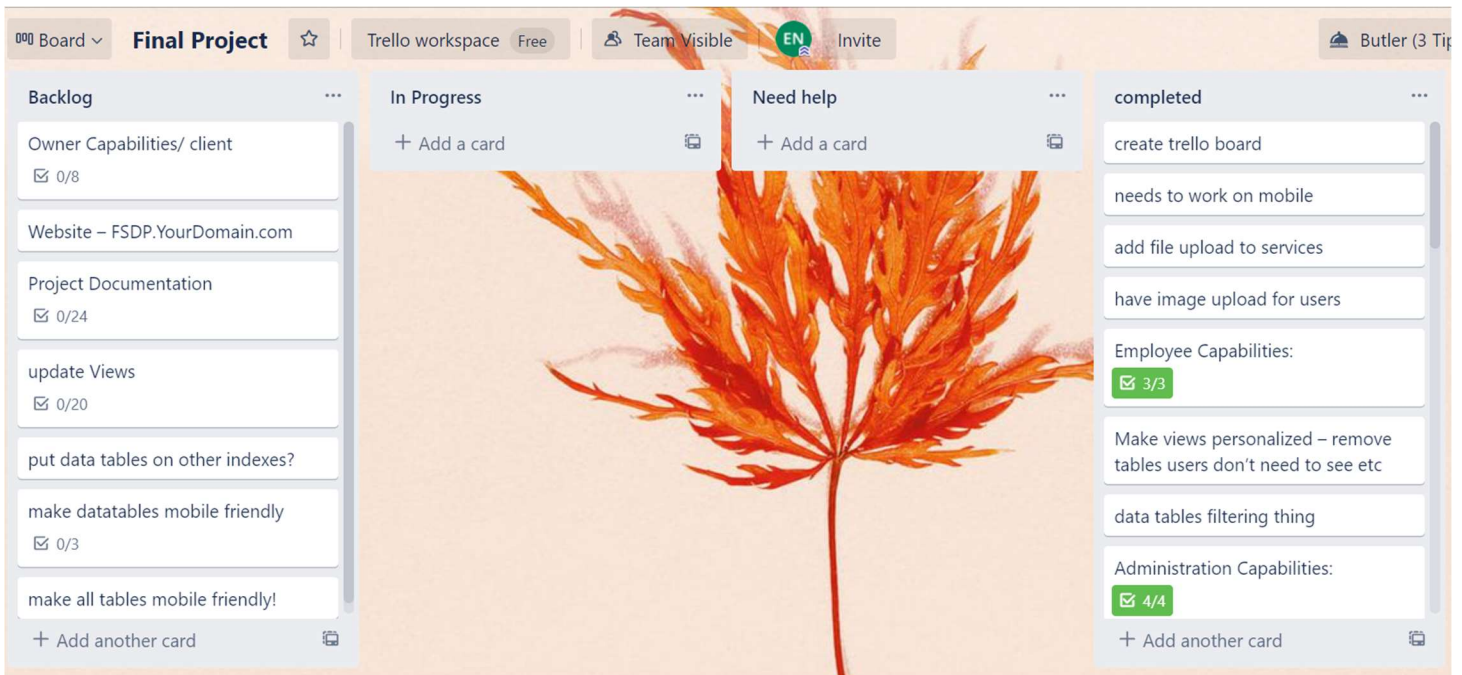 Board
Final Project
Trello workspace Free
Team Visible
EN
Invite
Butler (3 Tip
Backlog
Owner Capabilities/ client
0/8
Website – FSDP.YourDomain.com
Project Documentation
0/24
update Views
0/20
put data tables on other indexes?
make datatables mobile friendly
0/3
make all tables mobile friendly!
+ Add another card
In Progress
+ Add a card
Need help
+ Add a card
completed
create trello board
needs to work on mobile
add file upload to services
have image upload for users
Employee Capabilities:
3/3
Make views personalized – remove
tables users don't need to see etc
data tables filtering thing
Administration Capabilities:
4/4
+ Add another card